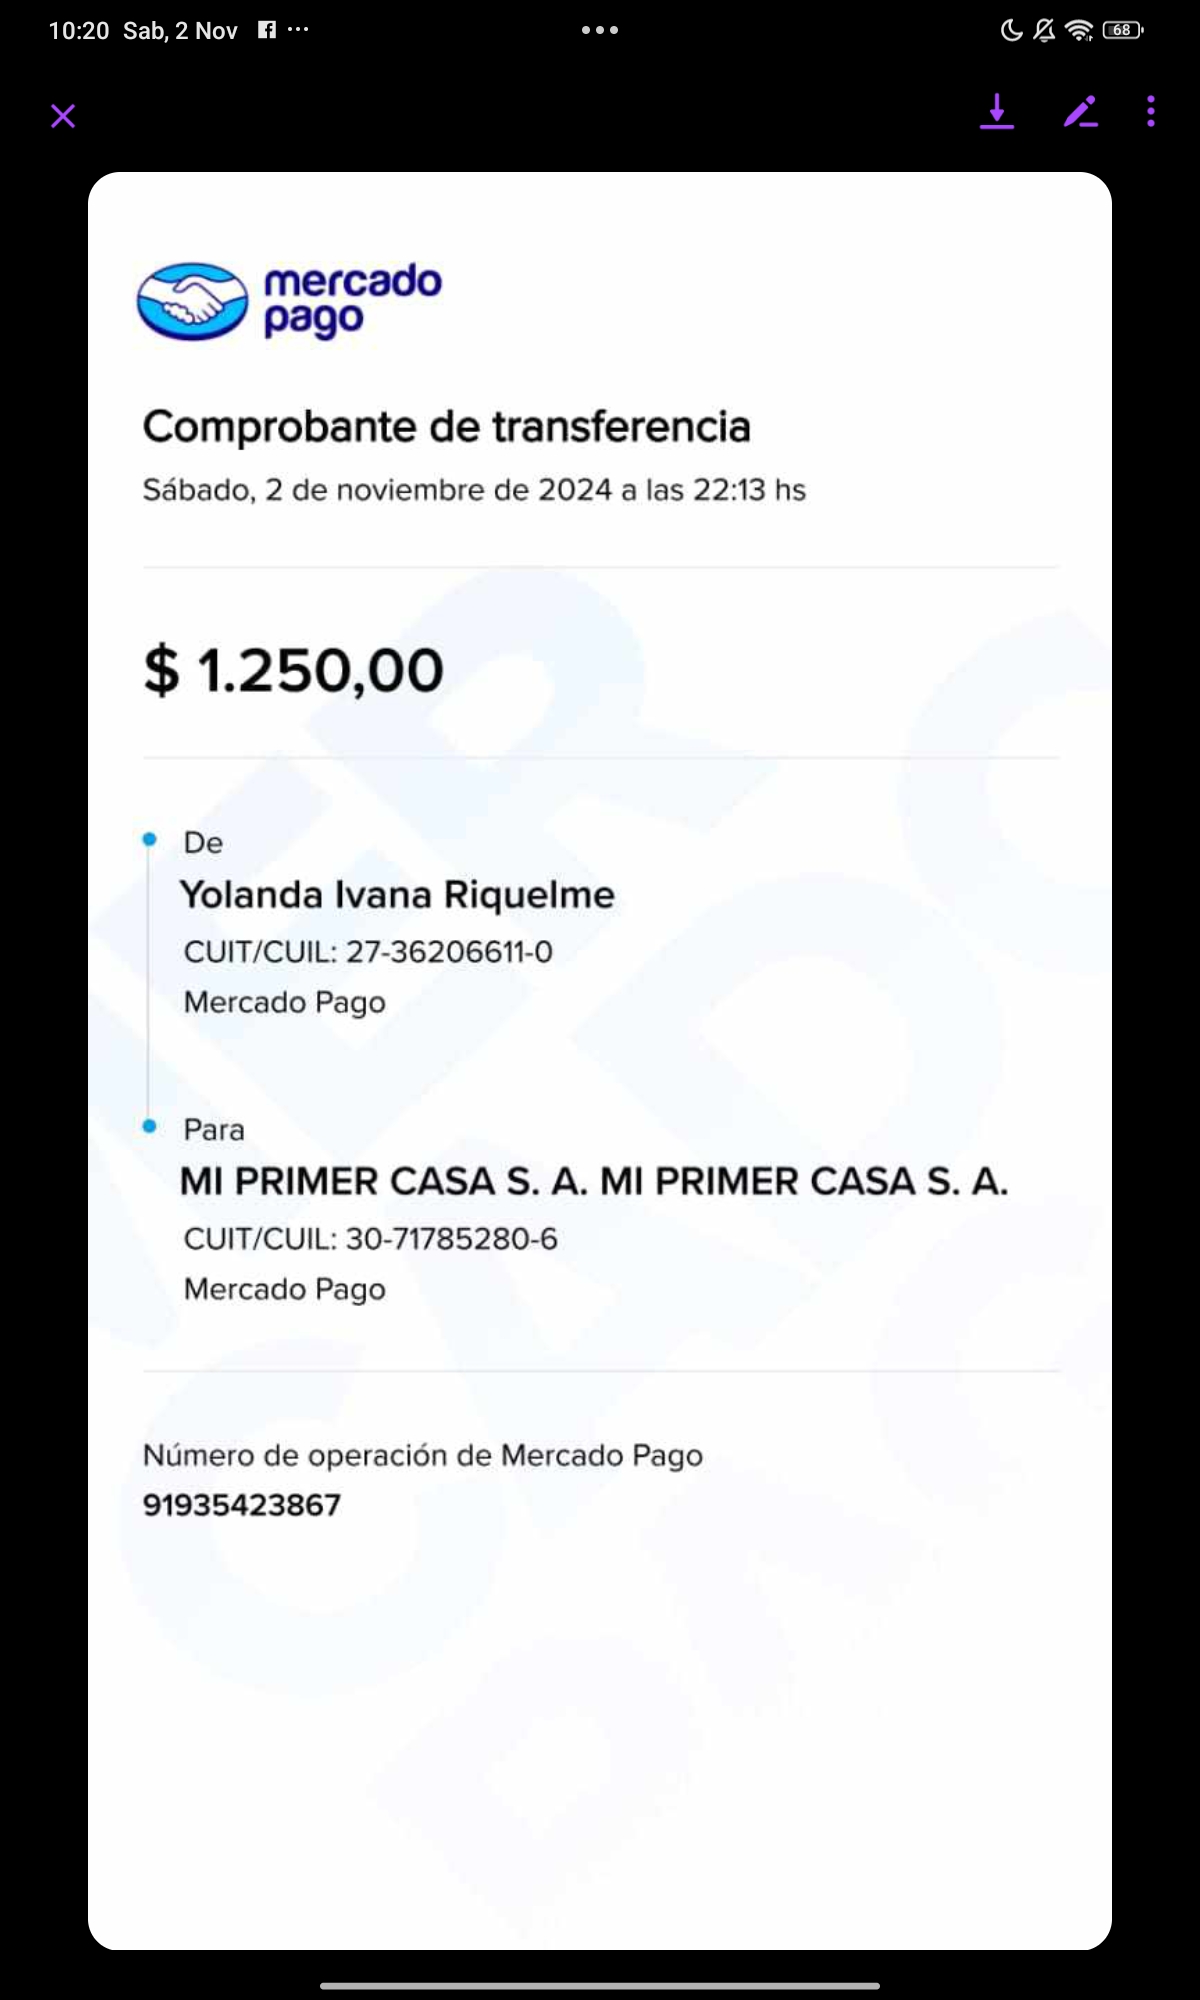 10:20 Sab, 2 Nov
68
mercado
pago
Comprobante de transferencia
Sábado, 2 de noviembre de 2024 a las 22:13 hs
$ 1.250,00
De
Yolanda Ivana Riquelme
CUIT/CUIL: 27-36206611-0
Mercado Pago
Para
MI PRIMER CASA S. A. MI PRIMER CASA S. A.
CUIT/CUIL: 30-71785280-6
Mercado Pago
Número de operación de Mercado Pago
91935423867